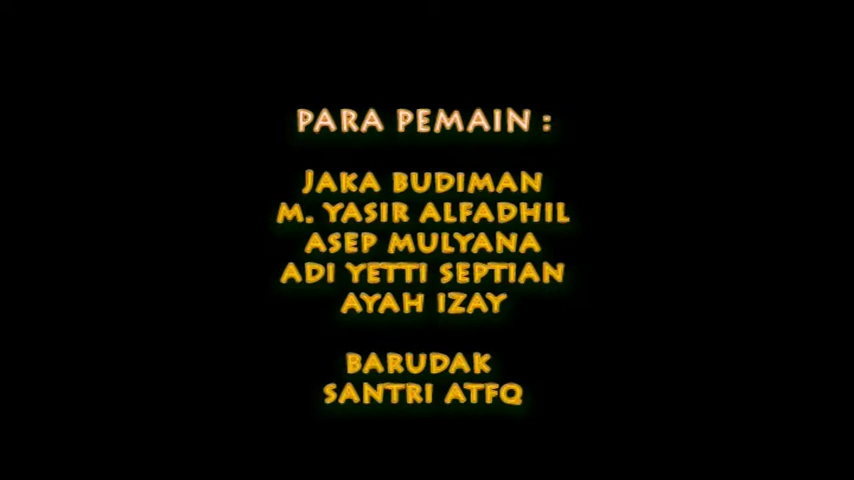 PARA PEMAIN :
JAKA BUDIMAN
M. YASIR ALFADHIL
ASEP MULYANA
ADI YETTI SEPTIAN
AYAH IZAY
BARUDAK
SANTRI ATFQ